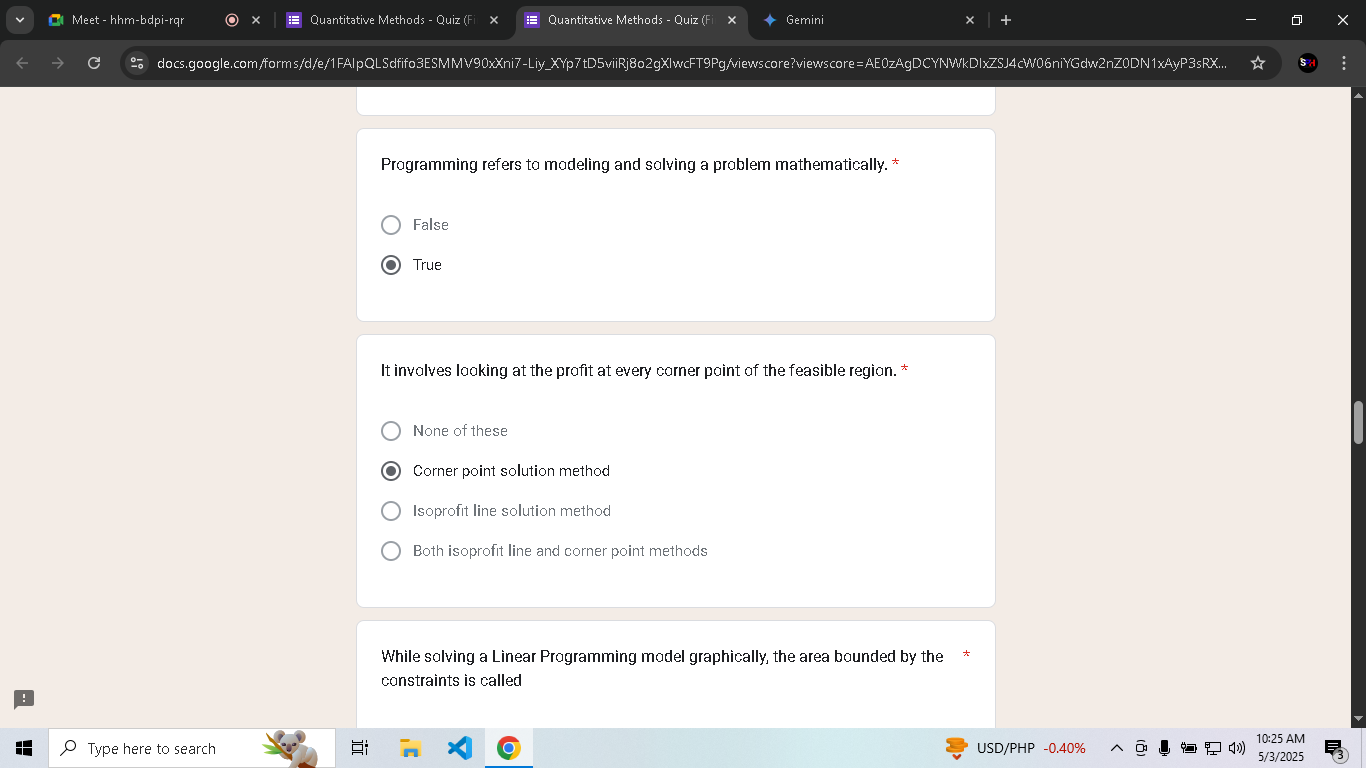 Meet - hhm-bdpi-rqr
Quantitative Methods - Quiz (Fi
Quantitative Methods - Quiz (Fi
Gemini
docs.google.com/forms/d/e/1FAIpQLSdfifo3ESMMV90xXni7-Liy_XYp7tD5viiRj8o2gXlwcFT9Pg/viewscore?viewscore=AE0zAgDCYNWkDlxZSJ4cW06niYGdw2nZ0DN1xAyP3sRX...
Programming refers to modeling and solving a problem mathematically. *
False
True
It involves looking at the profit at every corner point of the feasible region. *
None of these
Corner point solution method
Isoprofit line solution method
Both isoprofit line and corner point methods
While solving a Linear Programming model graphically, the area bounded by the *
constraints is called
Type here to search
USD/PHP -0.40%
10:25 AM
5/3/2025
3